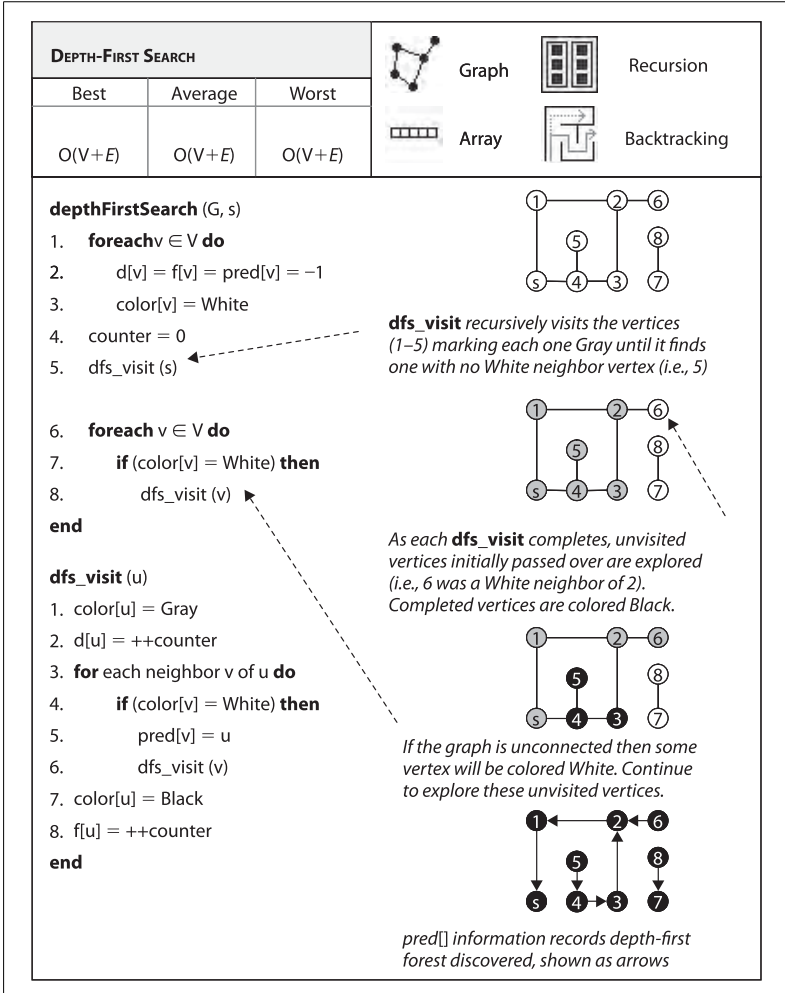 DEPTH-FIRST SEARCH
Best Average Worst
O(V+E) O(V+E) O(V+E)
Graph Recursion
Array Backtracking
depthFirstSearch (G, s)
1. foreachv ∈ V do
2. d[v] = f[v] = pred[v] = −1
3. color[v] = White
4. counter = 0
5. dfs_visit (s)
6. foreach v ∈ V do
7. if (color[v] = White) then
8. dfs_visit (v)
end
dfs_visit (u)
1. color[u] = Gray
2. d[u] = ++counter
3. for each neighbor v of u do
4. if (color[v] = White) then
5. pred[v] = u
6. dfs_visit (v)
7. color[u] = Black
8. f[u] = ++counter
end
1 2 6
5 8
s 4 3 7
dfs_visit recursively visits the vertices
(1–5) marking each one Gray until it finds
one with no White neighbor vertex (i.e., 5)
1 2 6
5 8
s 4 3 7
As each dfs_visit completes, unvisited
vertices initially passed over are explored
(i.e., 6 was a White neighbor of 2).
Completed vertices are colored Black.
1 2 6
5 8
s 4 3 7
If the graph is unconnected then some
vertex will be colored White. Continue
to explore these unvisited vertices.
1 2 6
5 8
s 4 3 7
pred[] information records depth-first
forest discovered, shown as arrows